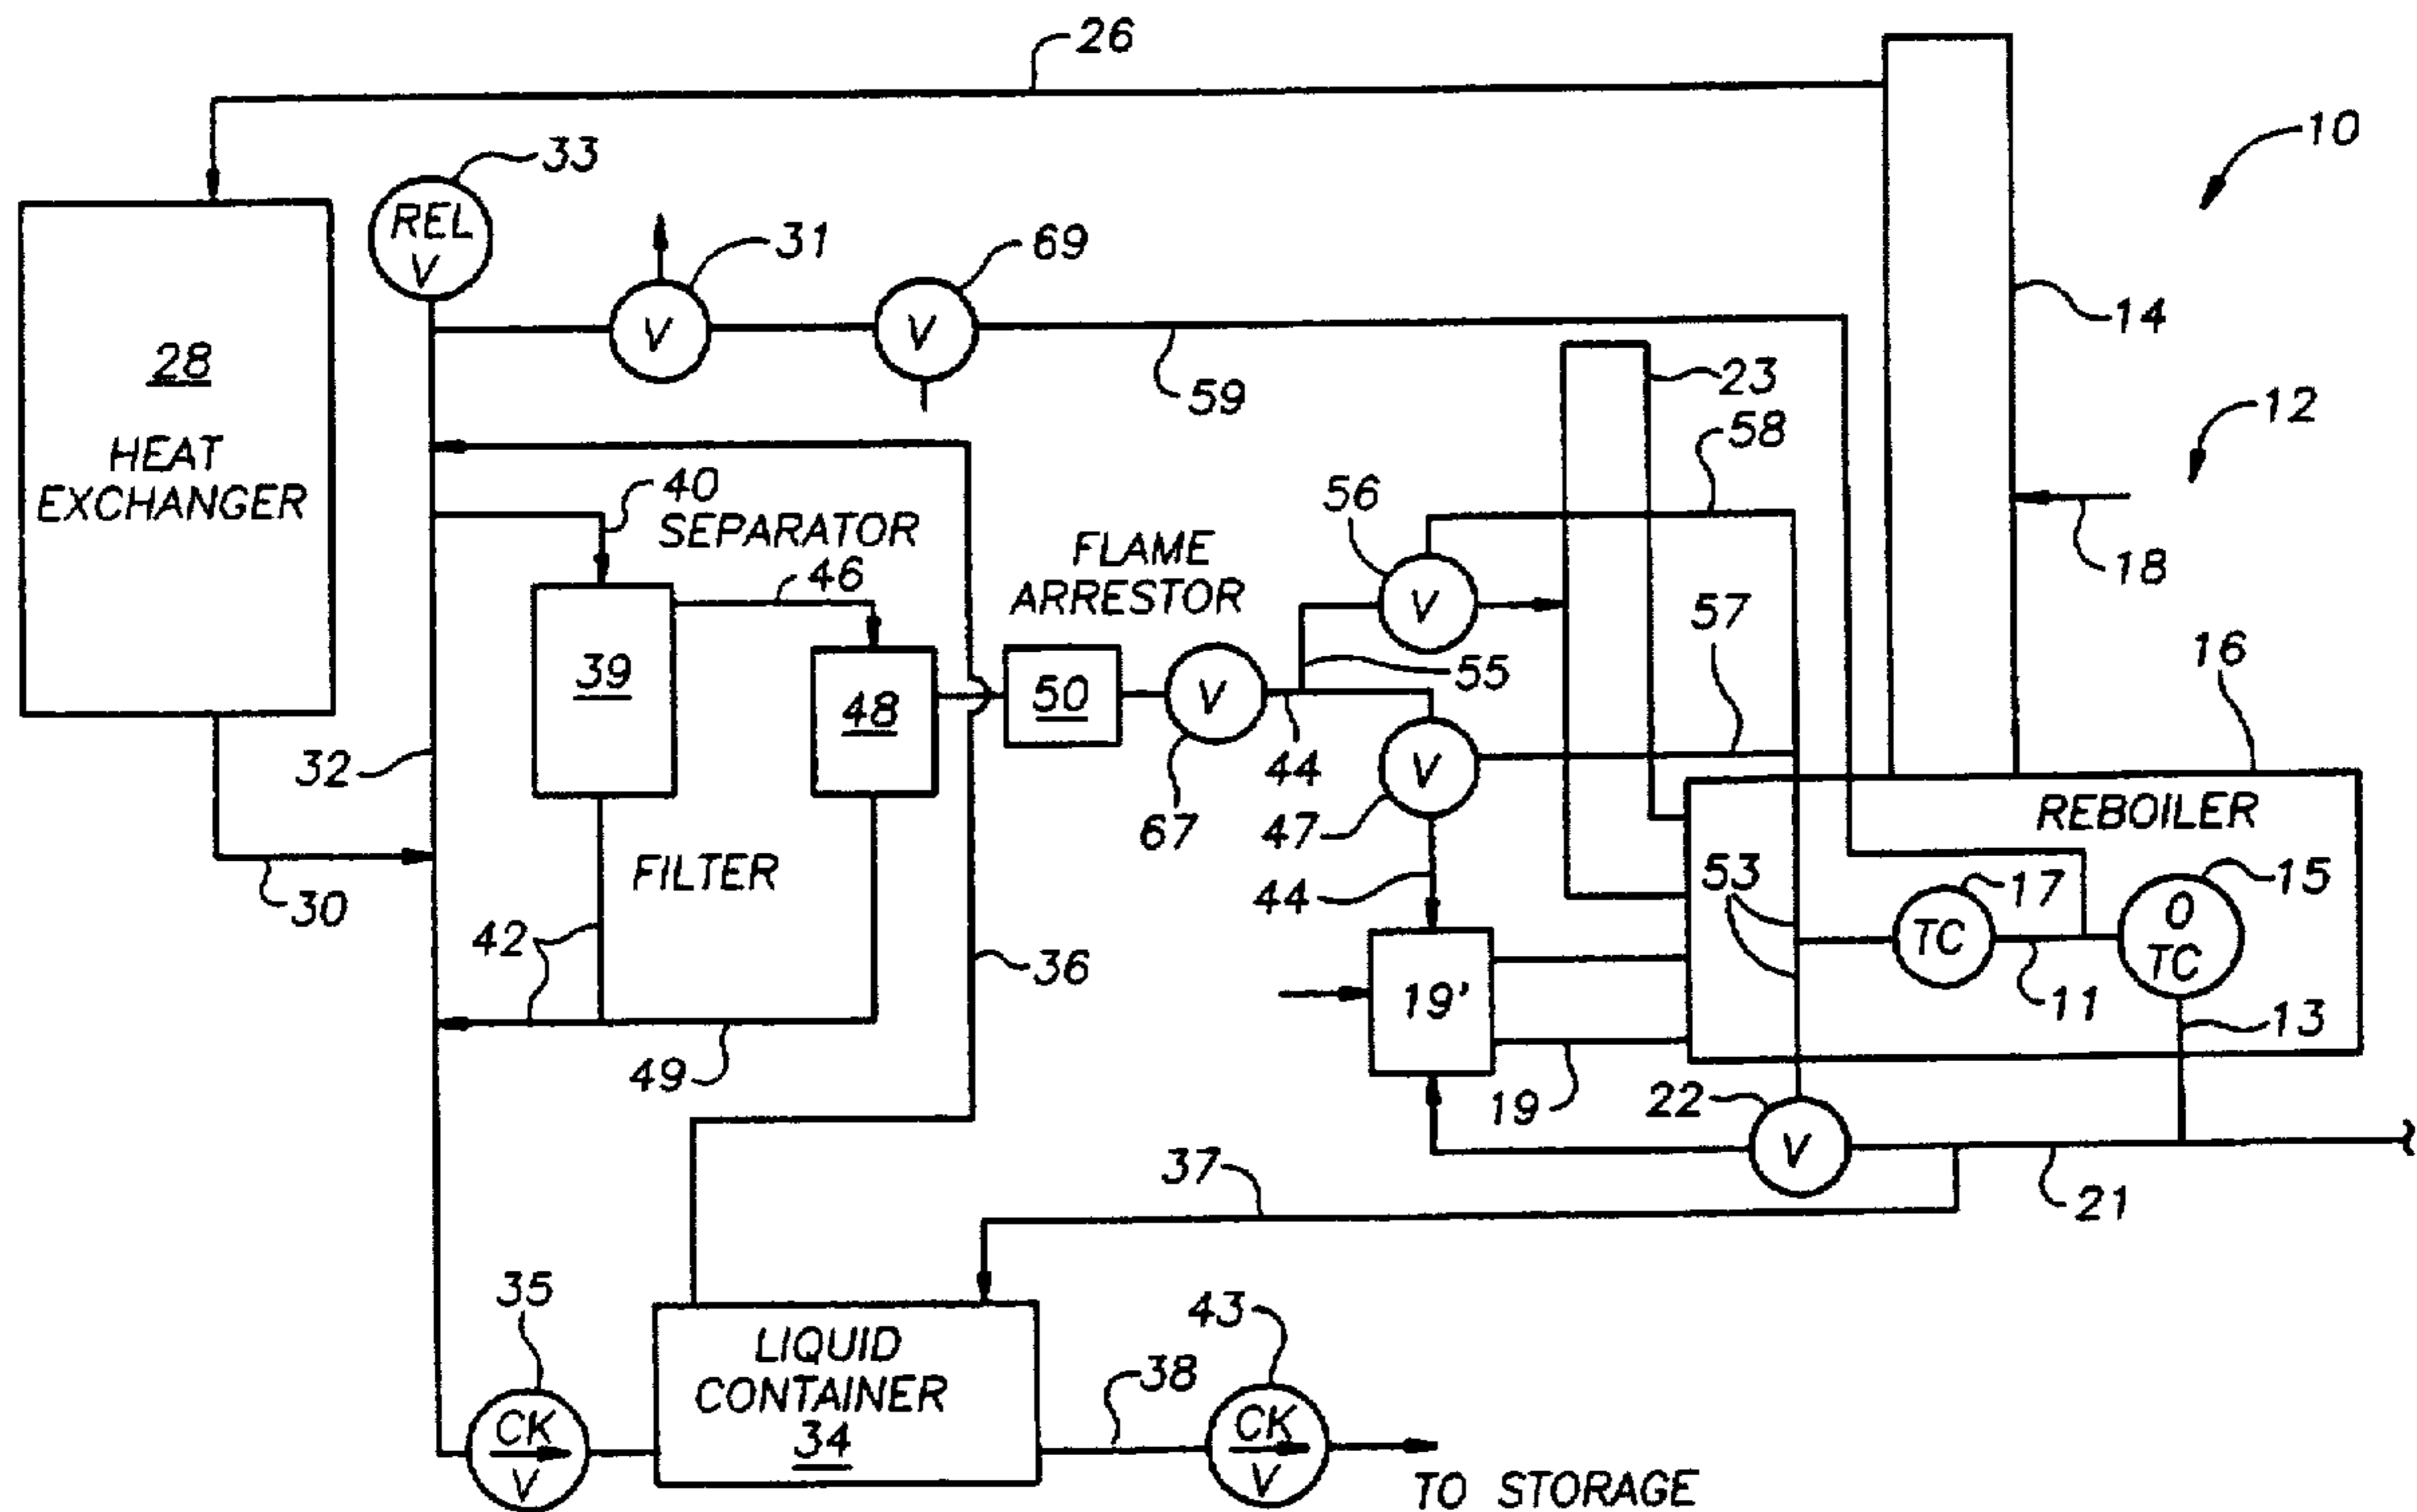 26
10
33
REL
V
31
69
V
V
14
28
HEAT
EXCHANGER
59
23
12
58
40
SEPARATOR
56
18
FLAME
ARRESTOR
46
V
57
16
39
48
50
V
55
44
32
67
V
47
REBOILER
FILTER
30
44
53
17
15
TC
O
TC
42
36
19'
11
13
49
19
22
V
37
21
35
43
LIQUID
CONTAINER
34
38
CK
V
CK
V
TO STORAGE